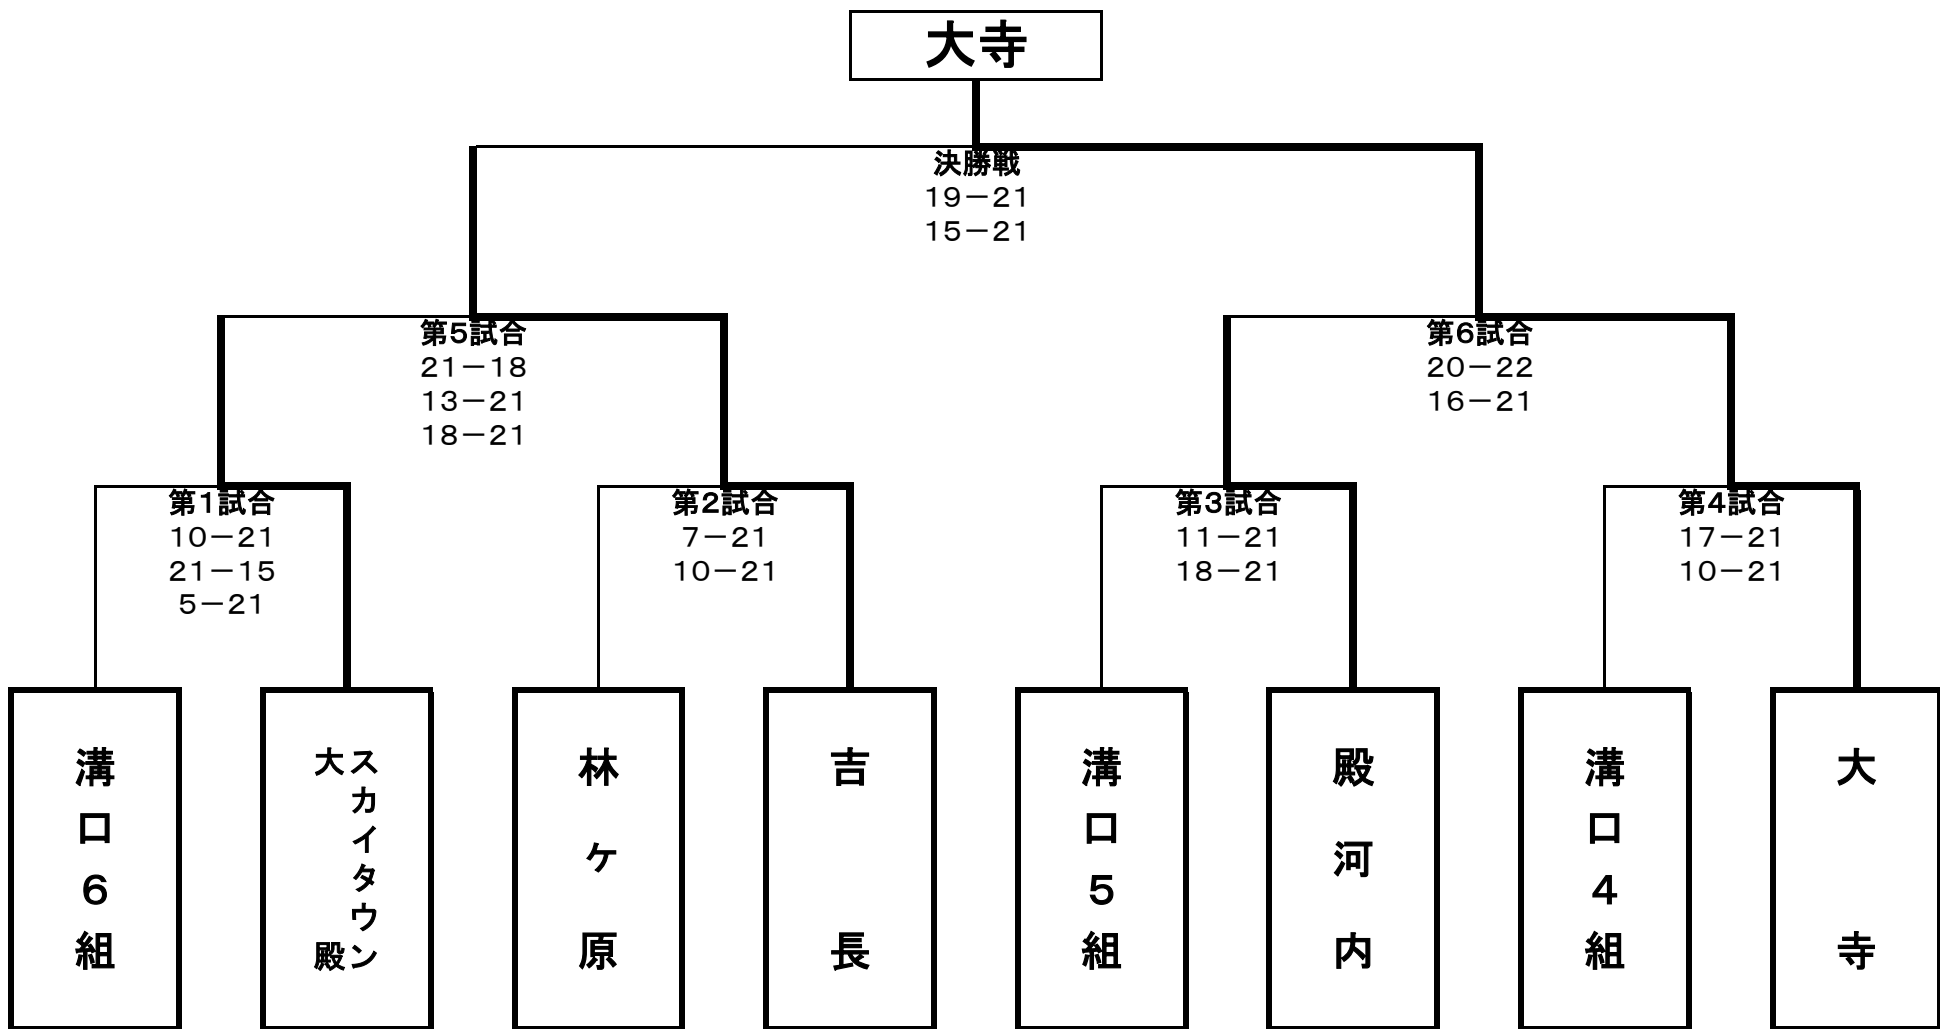 大寺
決勝戦
19－21
15－21
第5試合
21－18
13－21
18－21
第6試合
20－22
16－21
第1試合
10－21
21－15
5－21
第2試合
7－21
10－21
第3試合
11－21
18－21
第4試合
17－21
10－21
溝口6組
スカイタウン
大殿
林ヶ原
吉長
溝口5組
殿河内
溝口4組
大寺